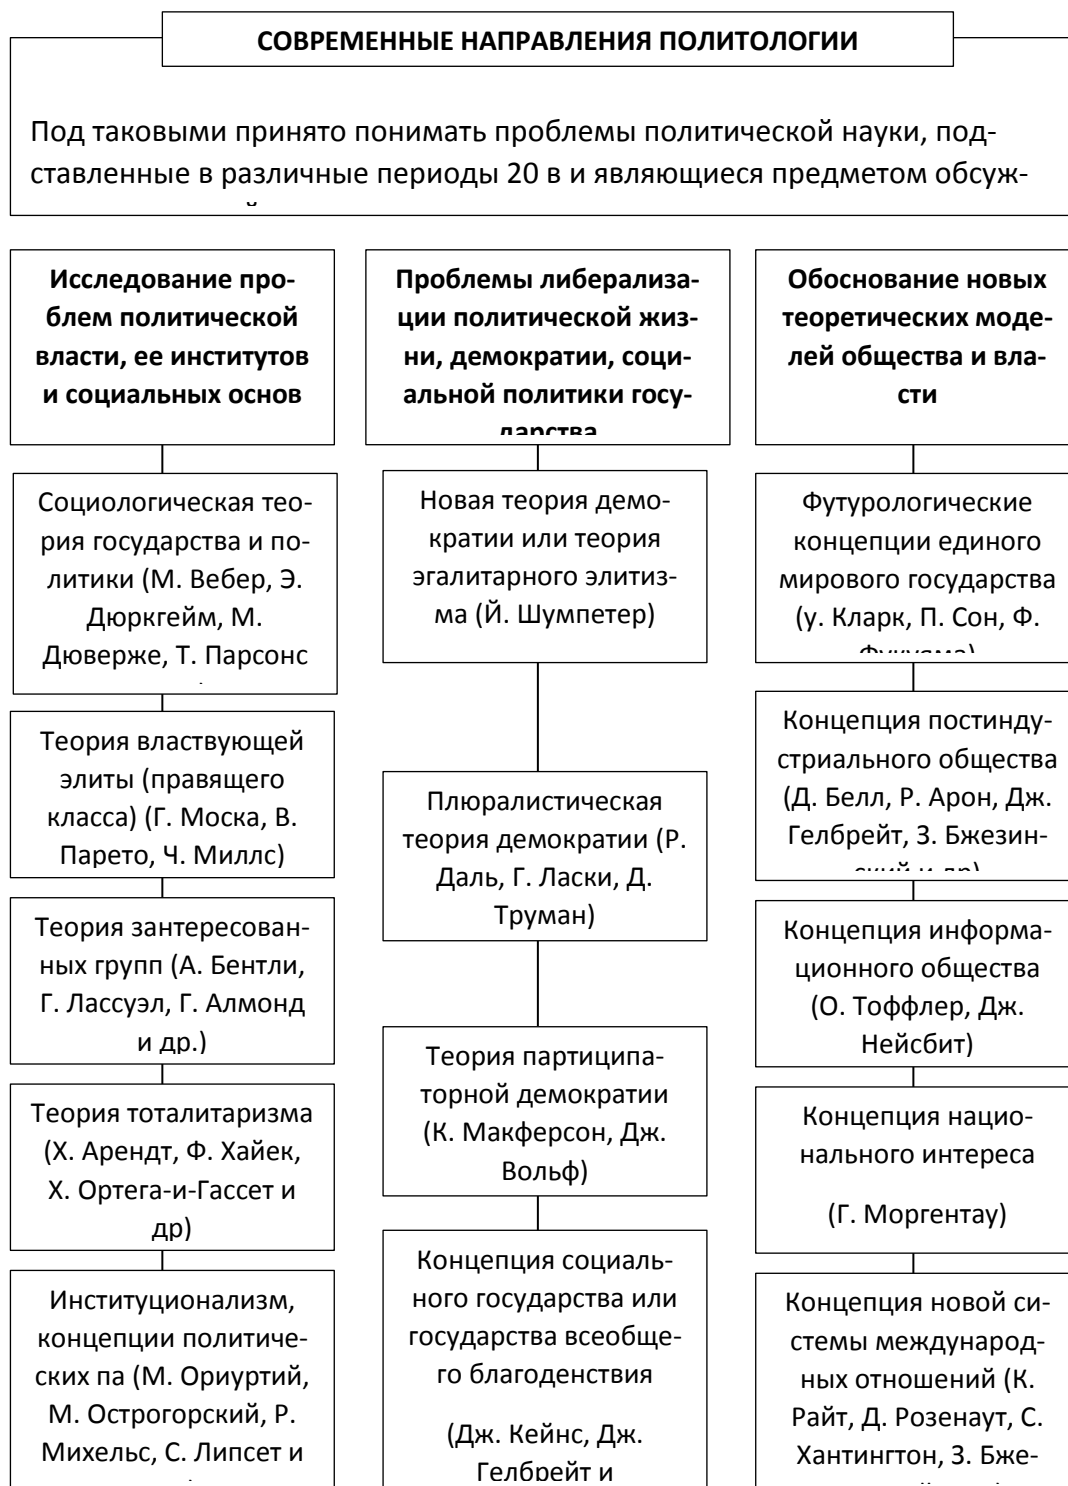 СОВРЕМЕННЫЕ НАПРАВЛЕНИЯ ПОЛИТОЛОГИИ
Под таковыми принято понимать проблемы политической науки, под-
ставленные в различные периоды 20 в и являющиеся предметом обсуж-
Исследование про-
блем политической
власти, ее институтов
и социальных основ
Социологическая тео-
рия государства и по-
литики (М. Вебер, Э.
Дюркгейм, М.
Дюверже, Т. Парсонс
Теория властвующей
элиты (правящего
класса) (Г. Моска, В.
Парето, Ч. Миллс)
Теория зантересован-
ных групп (А. Бентли,
Г. Лассуэл, Г. Алмонд
и др.)
Теория тоталитаризма
(Х. Арендт, Ф. Хайек,
Х. Ортега-и-Гассет и
др)
Институционализм,
концепции политиче-
ских па (М. Ориуртий,
М. Острогорский, Р.
Михельс, С. Липсет и
Проблемы либерализа-
ции политической жиз-
ни, демократии, соци-
альной политики госу-
дарства
Новая теория демо-
кратии или теория
эгалитарного элитиз-
ма (Й. Шумпетер)
Плюралистическая
теория демократии (Р.
Даль, Г. Ласки, Д.
Труман)
Теория партиципа-
торной демократии
(К. Макферсон, Дж.
Вольф)
Концепция социаль-
ного государства или
государства всеобще-
го благоденствия
(Дж. Кейнс, Дж.
Гелбрейт и
Обоснование новых
теоретических моде-
лей общества и вла-
сти
Футурологические
концепции единого
мирового государства
(у. Кларк, П. Сон, Ф.
Фукуяма)
Концепция постинду-
стриального общества
(Д. Белл, Р. Арон, Дж.
Гелбрейт, З. Бжезин-
ский и др)
Концепция информа-
ционного общества
(О. Тоффлер, Дж.
Нейсбит)
Концепция нацио-
нального интереса
(Г. Моргентау)
Концепция новой си-
стемы международ-
ных отношений (К.
Райт, Д. Розенаут, С.
Хантингтон, З. Бже-